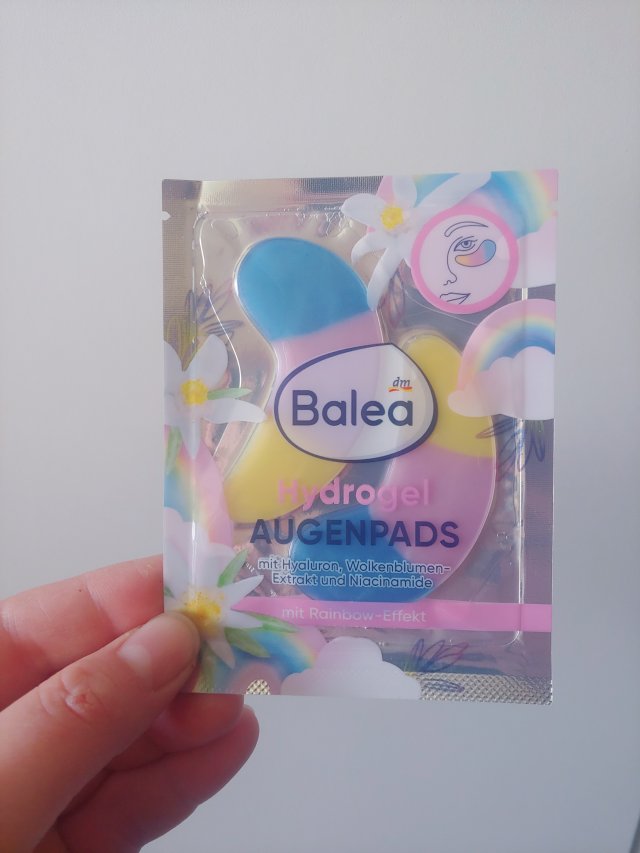 dm
Balea
Hydrogel
AUGENPADS
mit Hyaluron, Wolkenblumen-
Extrakt und Niacinamide
mit Rainbow-Effekt